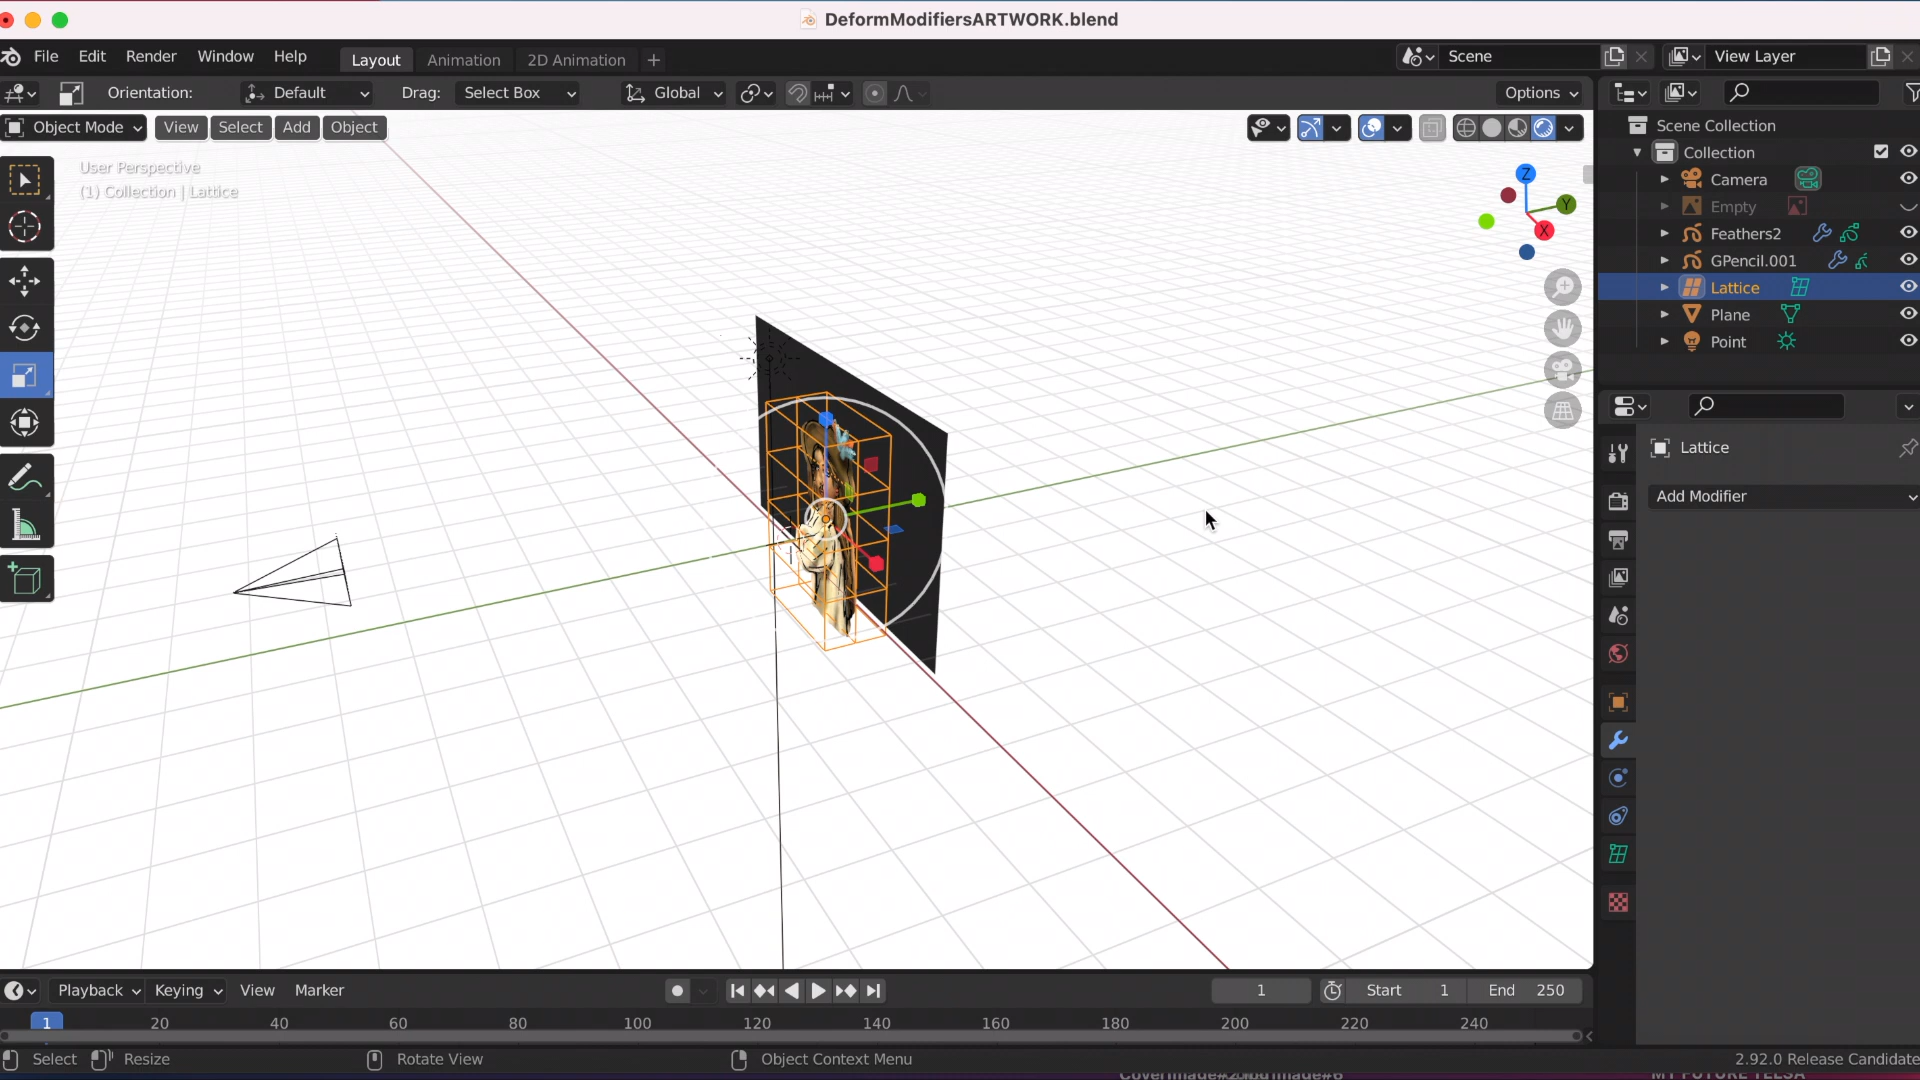 DeformModifiersARTWORK.blend
File Edit Render Window Help Layout Animation 2D Animation + Scene View Layer
Orientation: Default Drag: Select Box Global Options
Object Mode View Select Add Object
User Perspective
(1) Collection | Lattice
Z
Y
X
Scene Collection
Collection
Camera
Empty
Feathers2
GPencil.001
Lattice
Plane
Point
Lattice
Add Modifier
Playback Keying View Marker 1 Start 1 End 250
1 20 40 60 80 100 120 140 160 180 200 220 240
Select Resize Rotate View Object Context Menu 2.92.0 Release Candidate